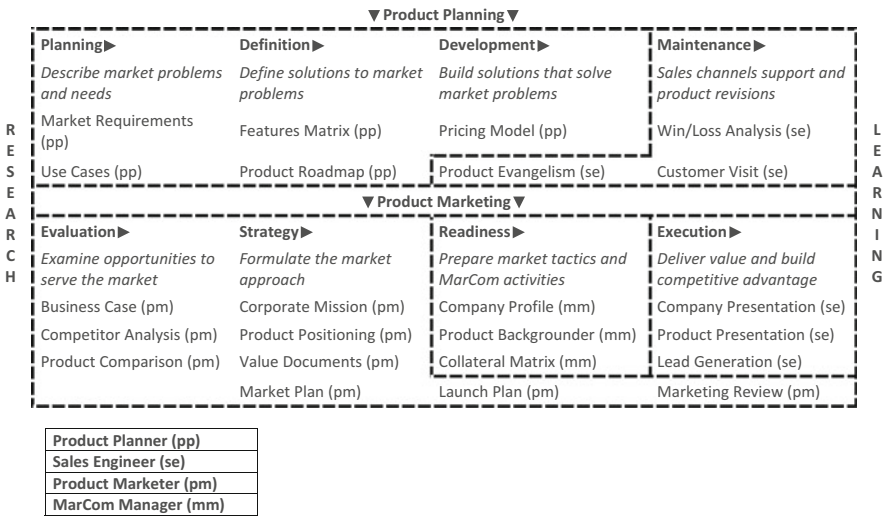 ▼Product Planning▼
Planning▶ Definition▶ Development▶ Maintenance▶
Describe market problems and needs
Define solutions to market problems
Build solutions that solve market problems
Sales channels support and product revisions
Market Requirements (pp)
Features Matrix (pp)
Pricing Model (pp)
Win/Loss Analysis (se)
Use Cases (pp)
Product Roadmap (pp)
Product Evangelism (se)
Customer Visit (se)
RESEARCH
LEARNING
▼Product Marketing▼
Evaluation▶ Strategy▶ Readiness▶ Execution▶
Examine opportunities to serve the market
Formulate the market approach
Prepare market tactics and MarCom activities
Deliver value and build competitive advantage
Business Case (pm)
Corporate Mission (pm)
Company Profile (mm)
Company Presentation (se)
Competitor Analysis (pm)
Product Positioning (pm)
Product Backgrounder (mm)
Product Presentation (se)
Product Comparison (pm)
Value Documents (pm)
Collateral Matrix (mm)
Lead Generation (se)
Market Plan (pm)
Launch Plan (pm)
Marketing Review (pm)
Product Planner (pp)
Sales Engineer (se)
Product Marketer (pm)
MarCom Manager (mm)